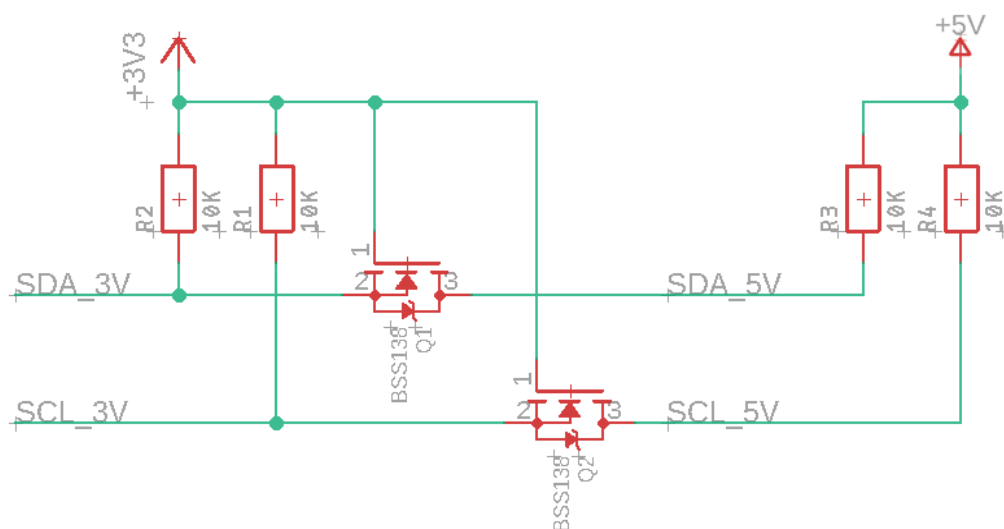 +3V3
+5V
R2
10K
R1
10K
R3
10K
R4
10K
1
SDA_3V
2
3
SDA_5V
BSS138
Q1
1
SCL_3V
2
3
SCL_5V
BSS138
Q2